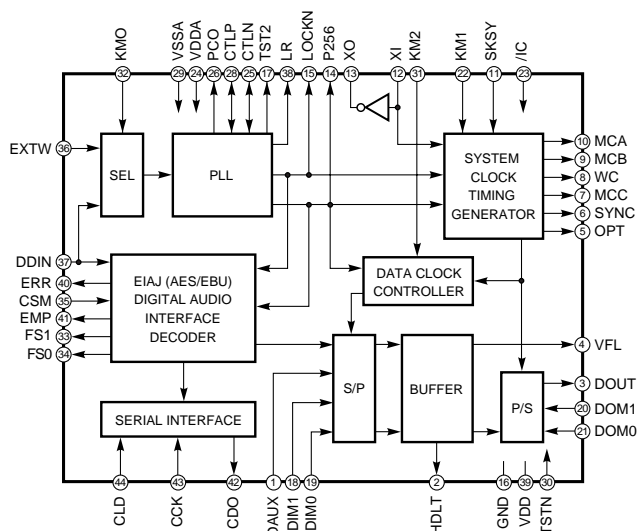 KMO
VSSA
VDDA
PCO
CTLP
CTLN
TST2
LR
LOCKN
P256
XO
XI
KM2
KM1
SKSY
/IC
32
29
24
26
28
25
17
38
15
14
13
12
31
22
11
23
EXTW
36
SEL
PLL
SYSTEM
CLOCK
TIMING
GENERATOR
10
MCA
9
MCB
8
WC
7
MCC
6
SYNC
5
OPT
DDIN
37
ERR
40
CSM
35
EMP
41
FS1
33
FS0
34
EIAJ (AES/EBU)
DIGITAL AUDIO
INTERFACE
DECODER
DATA CLOCK
CONTROLLER
S/P
BUFFER
P/S
4
VFL
3
DOUT
20
DOM1
21
DOM0
SERIAL INTERFACE
44
43
42
1
18
19
2
16
39
30
CLD
CCK
CDO
DAUX
DIM1
DIM0
HDLT
GND
VDD
TSTN